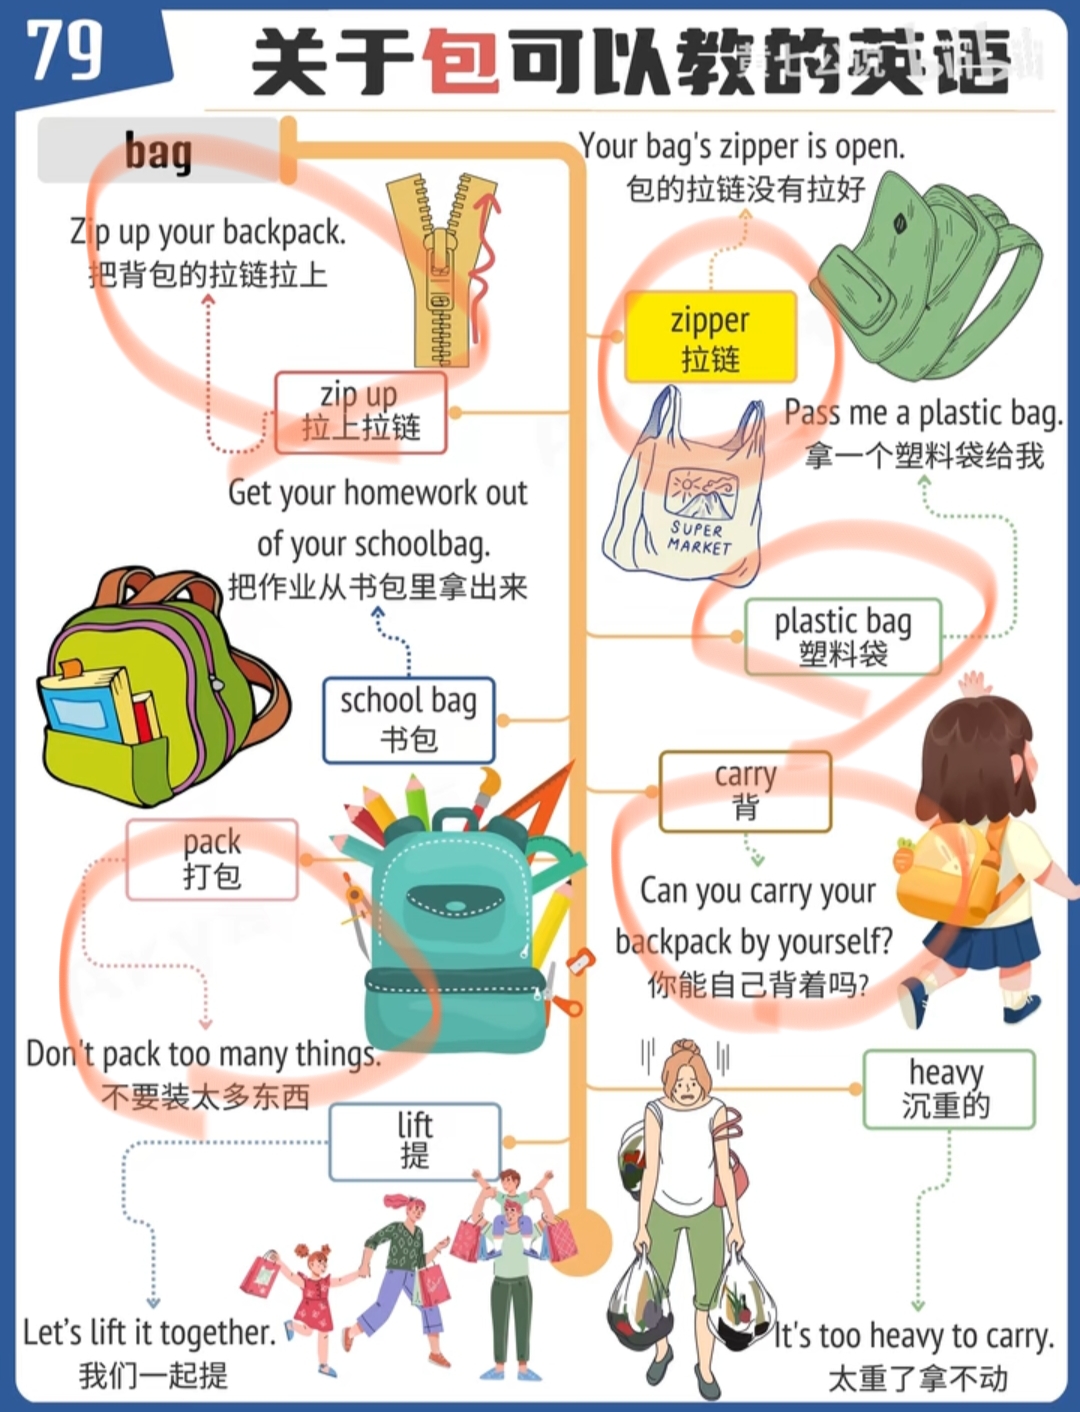 79
关于包可以教的英语
黄七公说
bag
Zip up your backpack.
把背包的拉链拉上
zip up
拉上拉链
Your bag's zipper is open.
包的拉链没有拉好
zipper
拉链
Pass me a plastic bag.
拿一个塑料袋给我
SUPER
MARKET
plastic bag
塑料袋
Get your homework out
of your schoolbag.
把作业从书包里拿出来
school bag
书包
carry
背
Can you carry your
backpack by yourself?
你能自己背着吗?
pack
打包
Don't pack too many things.
不要装太多东西
heavy
沉重的
It's too heavy to carry.
太重了拿不动
lift
提
Let's lift it together.
我们一起提